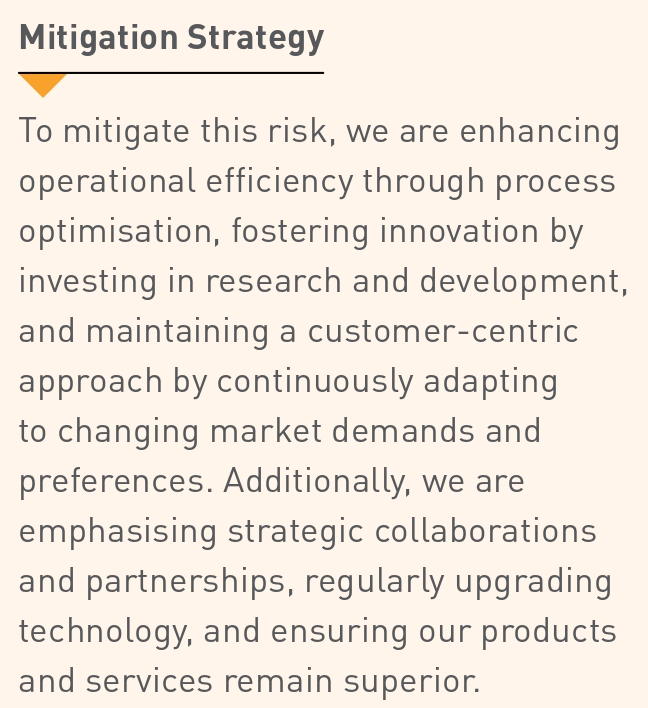 Mitigation Strategy
To mitigate this risk, we are enhancing
operational efficiency through process
optimisation, fostering innovation by
investing in research and development,
and maintaining a customer-centric
approach by continuously adapting
to changing market demands and
preferences. Additionally, we are
emphasising strategic collaborations
and partnerships, regularly upgrading
technology, and ensuring our products
and services remain superior.